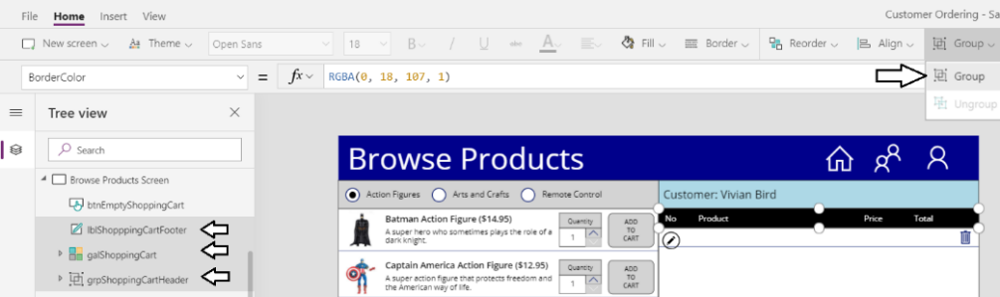 File Home Insert View Customer Ordering - Sa
New screen Theme Open Sans 18 B / U abc A Fill Border Reorder Align Group
BorderColor = fx RGBA(0, 18, 107, 1)
Group
Ungroup
Tree view
Search
Browse Products Screen
btnEmptyShoppingCart
lblShopppingCartFooter
galShoppingCart
grpShoppingCartHeader
Browse Products
Action Figures Arts and Crafts Remote Control
Customer: Vivian Bird
No Product Price Total
Batman Action Figure ($14.95)
A super hero who sometimes plays the role of a
dark knight.
Quantity
1
ADD
TO
CART
Captain America Action Figure ($12.95)
A super action figure that protects freedom and
the American way of life.
Quantity
1
ADD
TO
CART